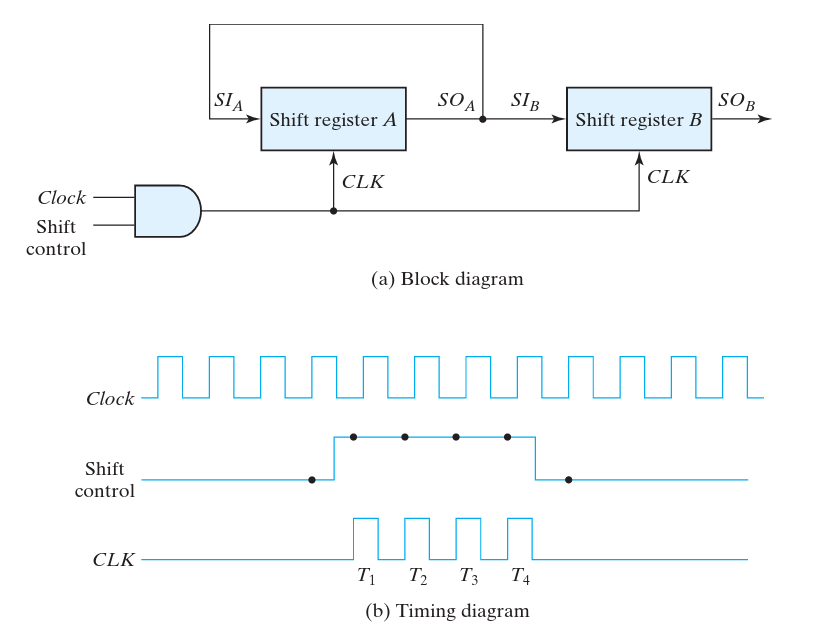 SI_A
Shift register A
SO_A
SI_B
Shift register B
SO_B
CLK
CLK
Clock
Shift
control
(a) Block diagram
Clock
Shift
control
CLK
T_1
T_2
T_3
T_4
(b) Timing diagram